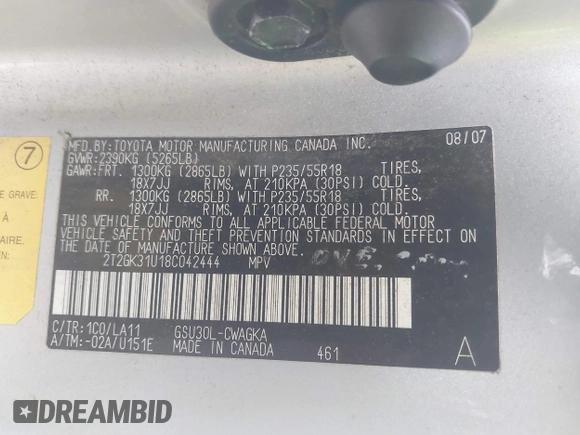 MFD.BY: TOYOTA MOTOR MANUFACTURING CANADA INC. 08/07
GVWR:2390KG (5265LB)
GAWR:FRT. 1300KG (2865LB) WITH P235/55R18 TIRES,
18X7JJ RIMS, AT 210KPA (30PSI) COLD.
RR. 1300KG (2865LB) WITH P235/55R18 TIRES,
18X7JJ RIMS, AT 210KPA (30PSI) COLD.
THIS VEHICLE CONFORMS TO ALL APPLICABLE FEDERAL MOTOR
VEHICLE SAFETY AND THEFT PREVENTION STANDARDS IN EFFECT ON
THE DATE OF MANUFACTURE SHOWN ABOVE.
2T2GK31U18C042444 MPV
C/TR:1C0/LA11 GSU30L-CWAGKA
A/TM:-02A/U151E MADE IN CANADA 461 A
7
E GRAVE:
À
AIRE.
EN:
DREAMBID